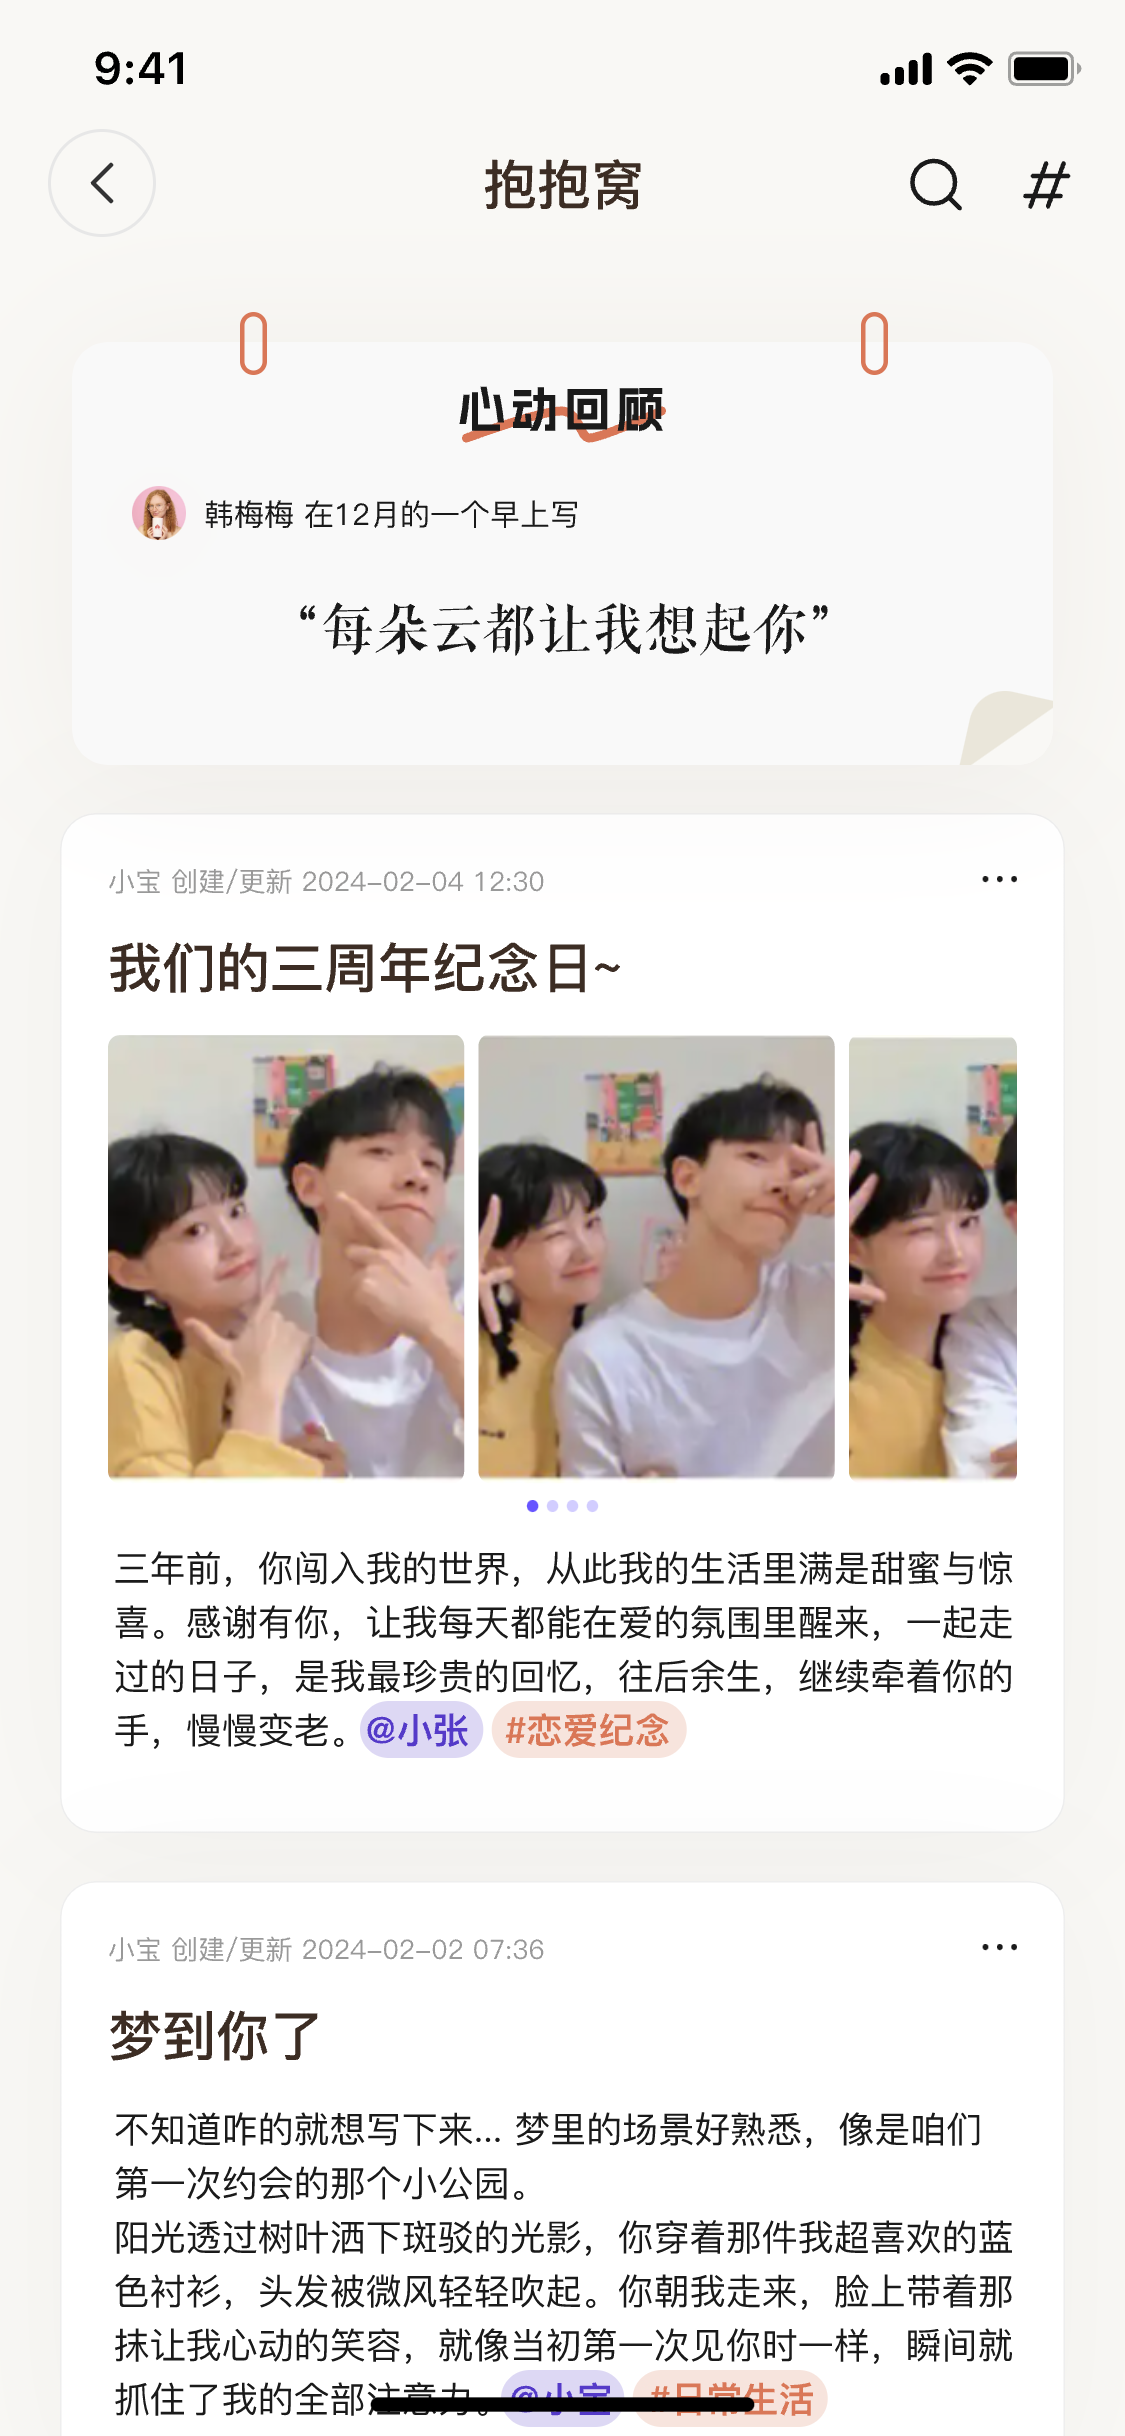 9:41
抱抱窝
#
心动回顾
韩梅梅 在12月的一个早上写
“每朵云都让我想起你”
小宝 创建/更新 2024-02-04 12:30
我们的三周年纪念日~
三年前，你闯入我的世界，从此我的生活里满是甜蜜与惊
喜。感谢有你，让我每天都能在爱的氛围里醒来，一起走
过的日子，是我最珍贵的回忆，往后余生，继续牵着你的
手，慢慢变老。@小张 #恋爱纪念
小宝 创建/更新 2024-02-02 07:36
梦到你了
不知道咋的就想写下来... 梦里的场景好熟悉，像是咱们
第一次约会的那个小公园。
阳光透过树叶洒下斑驳的光影，你穿着那件我超喜欢的蓝
色衬衫，头发被微风轻轻吹起。你朝我走来，脸上带着那
抹让我心动的笑容，就像当初第一次见你时一样，瞬间就
抓住了我的全部注意力。@小宝 #日常生活